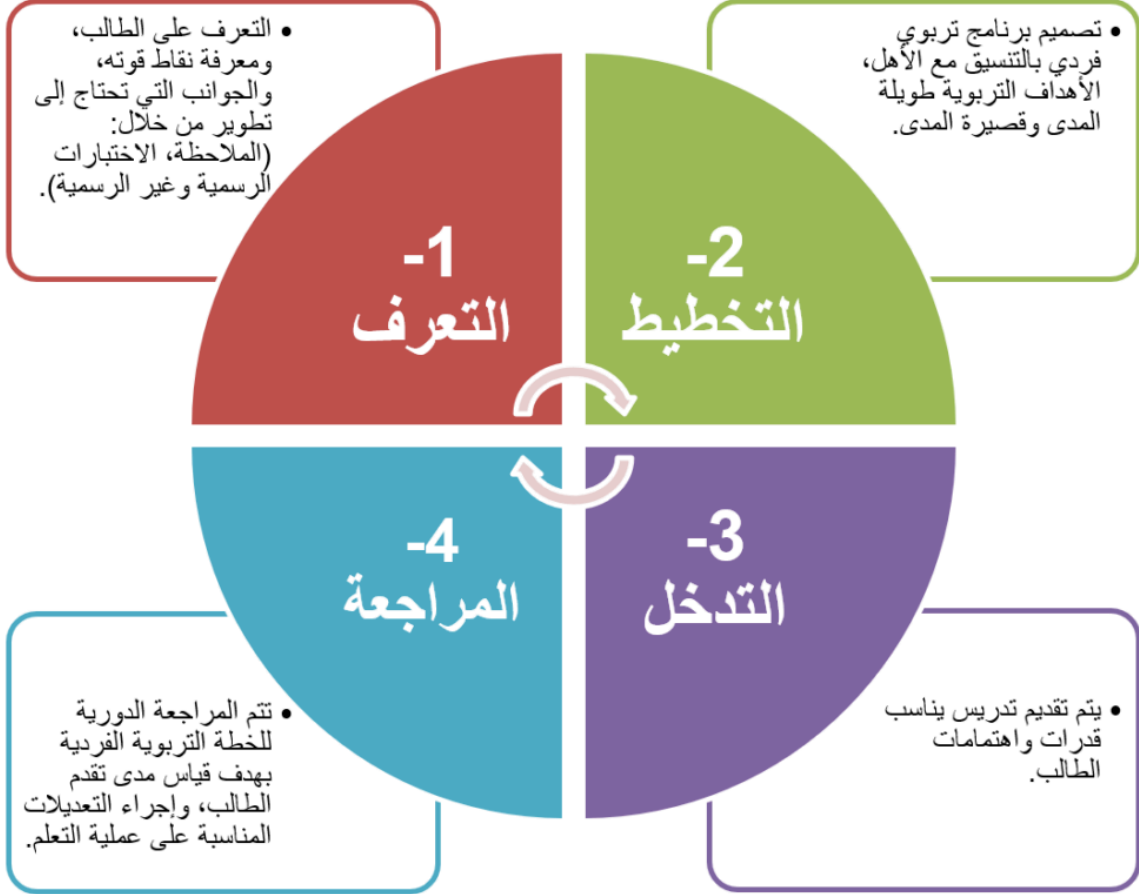 • التعرف على الطالب،
ومعرفة نقاط قوته،
والجوانب التي تحتاج إلى
تطوير من خلال:
(الملاحظة، الاختبارات
الرسمية وغير الرسمية).
1-
التعرف
• تصميم برنامج تربوي
فردي بالتنسيق مع الأهل،
الأهداف التربوية طويلة
المدى وقصيرة المدى.
2-
التخطيط
3-
التدخل
• يتم تقديم تدريس يناسب
قدرات واهتمامات
الطالب.
4-
المراجعة
• تتم المراجعة الدورية
للخطة التربوية الفردية
بهدف قياس مدى تقدم
الطالب، وإجراء التعديلات
المناسبة على عملية التعلم.